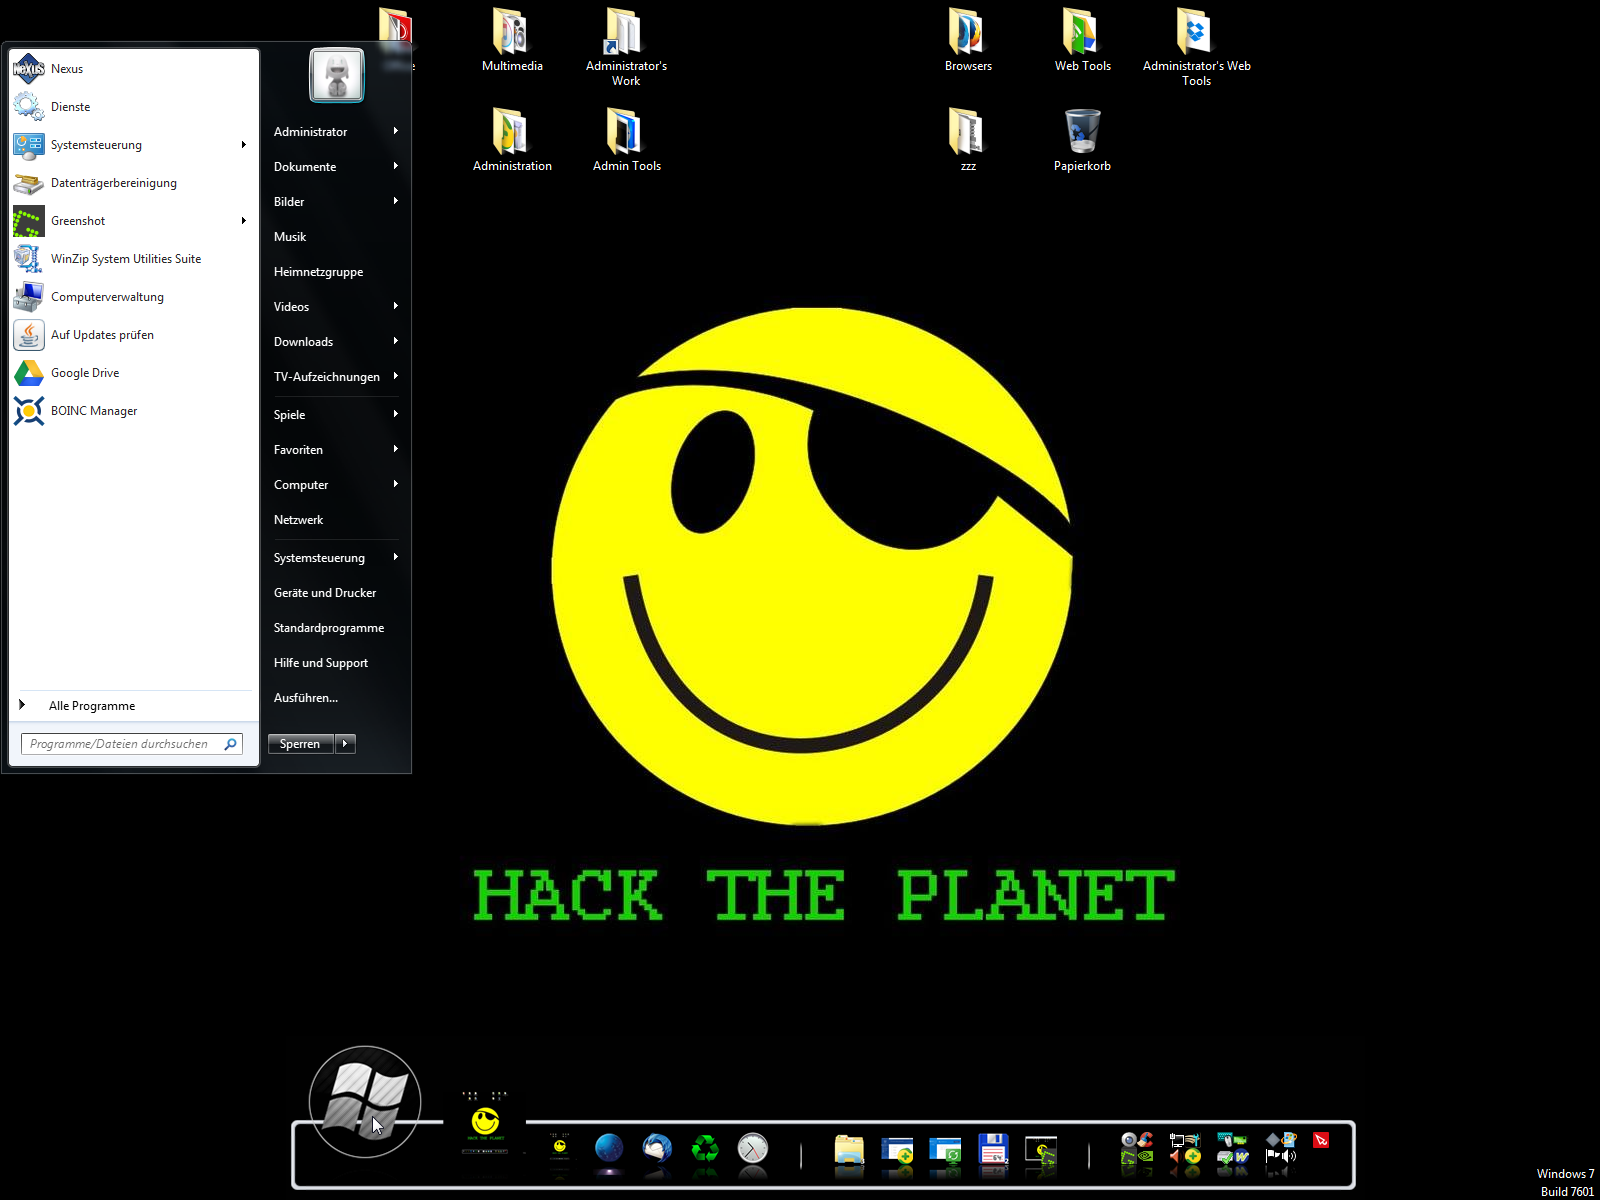 Nexus
Dienste
Systemsteuerung
Datenträgerbereinigung
Greenshot
WinZip System Utilities Suite
Computerverwaltung
Auf Updates prüfen
Google Drive
BOINC Manager
Alle Programme
Programme/Dateien durchsuchen
Administrator
Dokumente
Bilder
Musik
Heimnetzgruppe
Videos
Downloads
TV-Aufzeichnungen
Spiele
Favoriten
Computer
Netzwerk
Systemsteuerung
Geräte und Drucker
Standardprogramme
Hilfe und Support
Ausführen...
Sperren
Multimedia
Administrator's
Work
Browsers
Web Tools
Administrator's Web
Tools
Administration
Admin Tools
zzz
Papierkorb
HACK THE PLANET
HACK THE PLANET
Windows 7
Build 7601